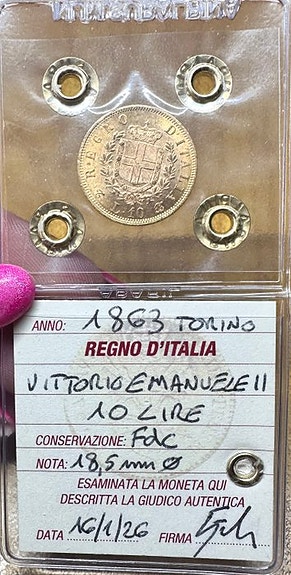 REGNO D'ITALIA
L.10
ANNO: 1863 TORINO
REGNO D'ITALIA
VITTORIO EMANUELE II
10 LIRE
CONSERVAZIONE: FdC
NOTA: 18,5 mm Ø
ESAMINATA LA MONETA QUI
DESCRITTA LA GIUDICO AUTENTICA
DATA 16/1/26 FIRMA